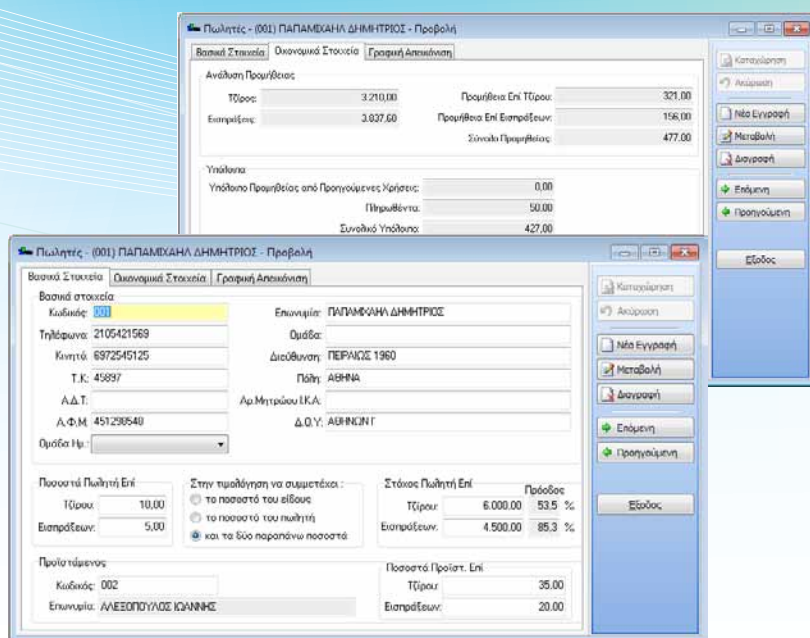 Πωλητές - (001) ΠΑΠΑΜΙΧΑΗΛ ΔΗΜΗΤΡΙΟΣ - Προβολή
Βασικά Στοιχεία Οικονομικά Στοιχεία Γραφική Απεικόνιση
Ανάλυση Προμήθειας
Τζίρος: 3.210,00 Προμήθεια Επί Τζίρου: 321,00
Εισπράξεις: 3.837,60 Προμήθεια Επί Εισπράξεων: 156,00
Σύνολο Προμηθείας: 477,00
Υπόλοιπα
Υπόλοιπο Προμηθείας από Προηγούμενες Χρήσεις: 0,00
Πληρωθέντα: 50,00
Συνολικό Υπόλοιπο: 427,00
Καταχώρηση
Ακύρωση
Νέα Εγγραφή
Μεταβολή
Διαγραφή
Επόμενη
Προηγούμενη
Έξοδος
Πωλητές - (001) ΠΑΠΑΜΙΧΑΗΛ ΔΗΜΗΤΡΙΟΣ - Προβολή
Βασικά Στοιχεία Οικονομικά Στοιχεία Γραφική Απεικόνιση
Βασικά στοιχεία
Κωδικός: 001 Επωνυμία: ΠΑΠΑΜΙΧΑΗΛ ΔΗΜΗΤΡΙΟΣ
Τηλέφωνα: 2105421569 Ομάδα:
Κινητό: 6972545125 Διεύθυνση: ΠΕΙΡΑΙΩΣ 1960
Τ.Κ: 45897 Πόλη: ΑΘΗΝΑ
Α.Δ.Τ: Αρ.Μητρώου Ι.Κ.Α:
Α.Φ.Μ: 451298548 Δ.Ο.Υ: ΑΘΗΝΩΝ Γ
Ομάδα Ημ.:
Ποσοστά Πωλητή Επί
Τζίρου: 10,00
Εισπράξεων: 5,00
Στην τιμολόγηση να συμμετέχει :
το ποσοστό του είδους
το ποσοστό του πωλητή
και τα δύο παραπάνω ποσοστά
Στόχος Πωλητή Επί Πρόοδος
Τζίρου: 6.000,00 53,5 %
Εισπράξεων: 4.500,00 85,3 %
Προϊστάμενος
Κωδικός: 002
Επωνυμία: ΑΛΕΞΟΠΟΥΛΟΣ ΙΩΑΝΝΗΣ
Ποσοστά Προϊστ. Επί
Τζίρου: 35,00
Εισπράξεων: 20,00
Καταχώρηση
Ακύρωση
Νέα Εγγραφή
Μεταβολή
Διαγραφή
Επόμενη
Προηγούμενη
Έξοδος